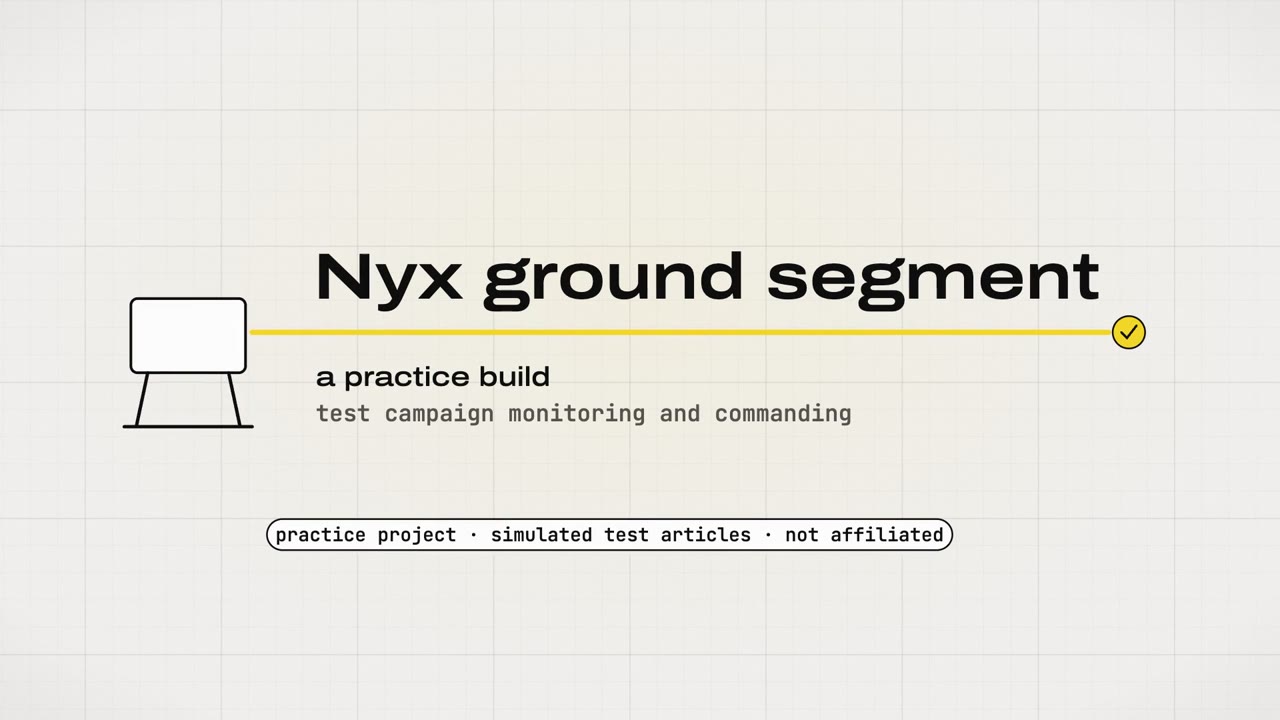 Nyx ground segment
a practice build
test campaign monitoring and commanding
practice project · simulated test articles · not affiliated